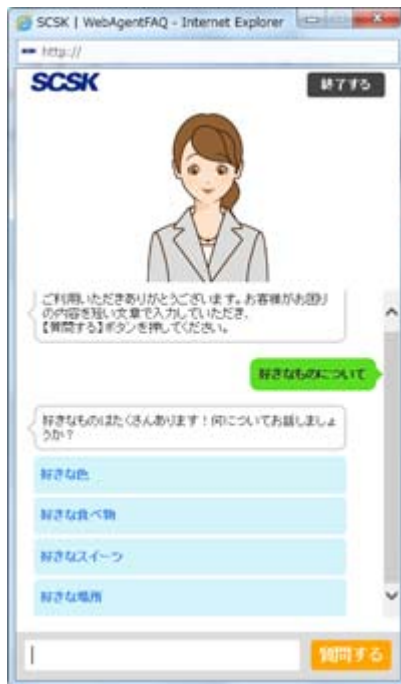 SCSK | WebAgentFAQ - Internet Explorer
http://
SCSK
終了する
ご利用いただきありがとうございます。お客様がお困り
の内容を短い文章で入力していただき、
【質問する】ボタンを押してください。
好きなものについて
好きなものはたくさんあります！何についてお話しましょ
うか？
好きな色
好きな食べ物
好きなスイーツ
好きな場所
質問する